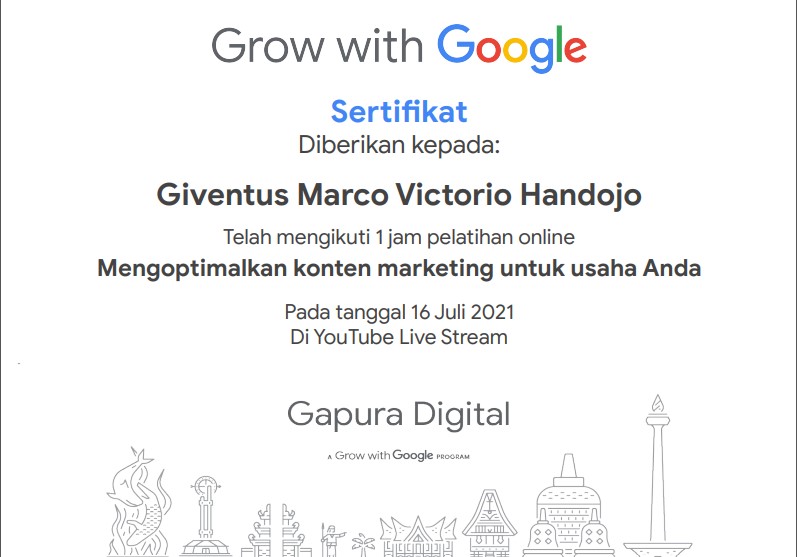 Grow with Google
Sertifikat
Diberikan kepada:
Giventus Marco Victorio Handojo
Telah mengikuti 1 jam pelatihan online
Mengoptimalkan konten marketing untuk usaha Anda
Pada tanggal 16 Juli 2021
Di YouTube Live Stream
Gapura Digital
A Grow with Google PROGRAM